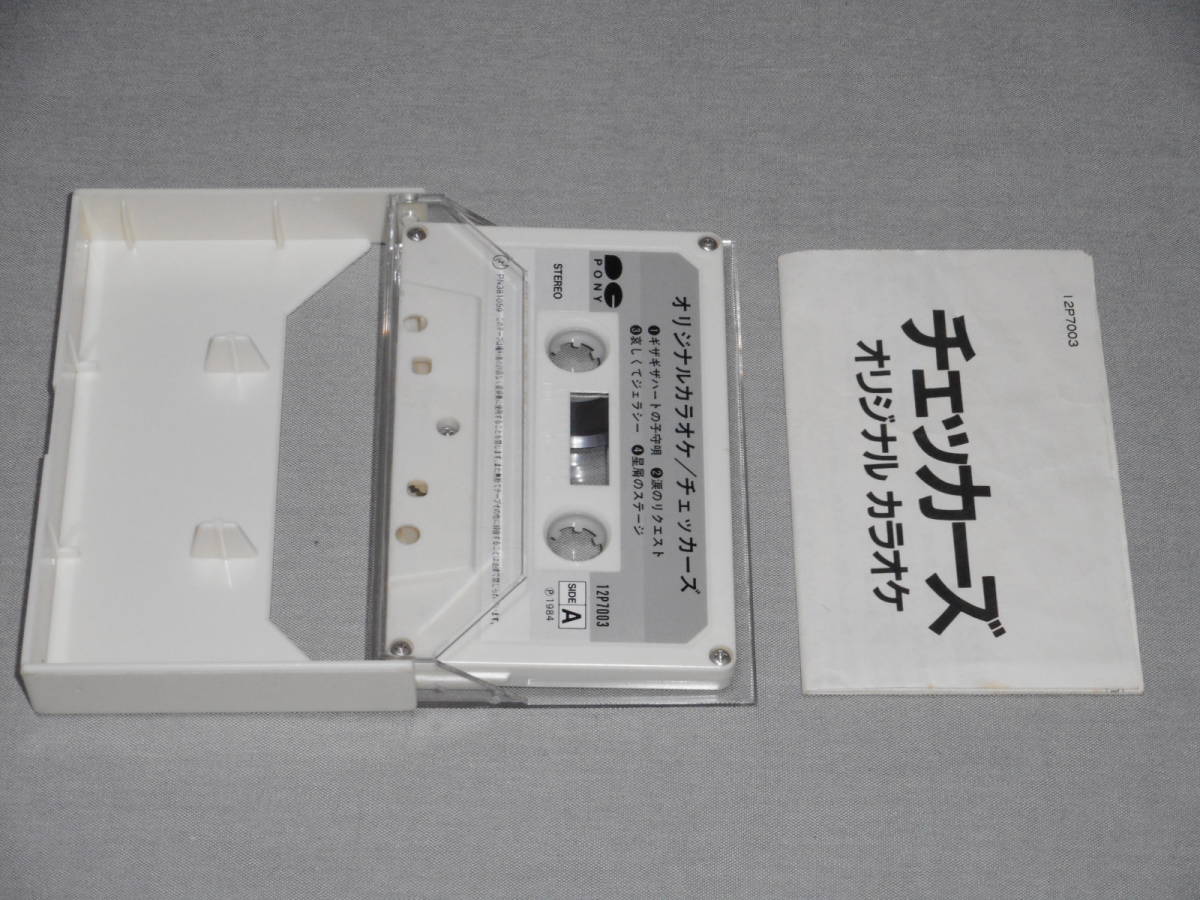 オリジナルカラオケ/チェッカーズ
❶ギザギザハートの子守唄 ❷涙のリクエスト
❸哀しくてジェラシー ❹星屑のステージ
PONY
STEREO
12P7003
SIDE A
Ⓟ1984
PN381059
12P7003
チェッカーズ
オリジナル カラオケ